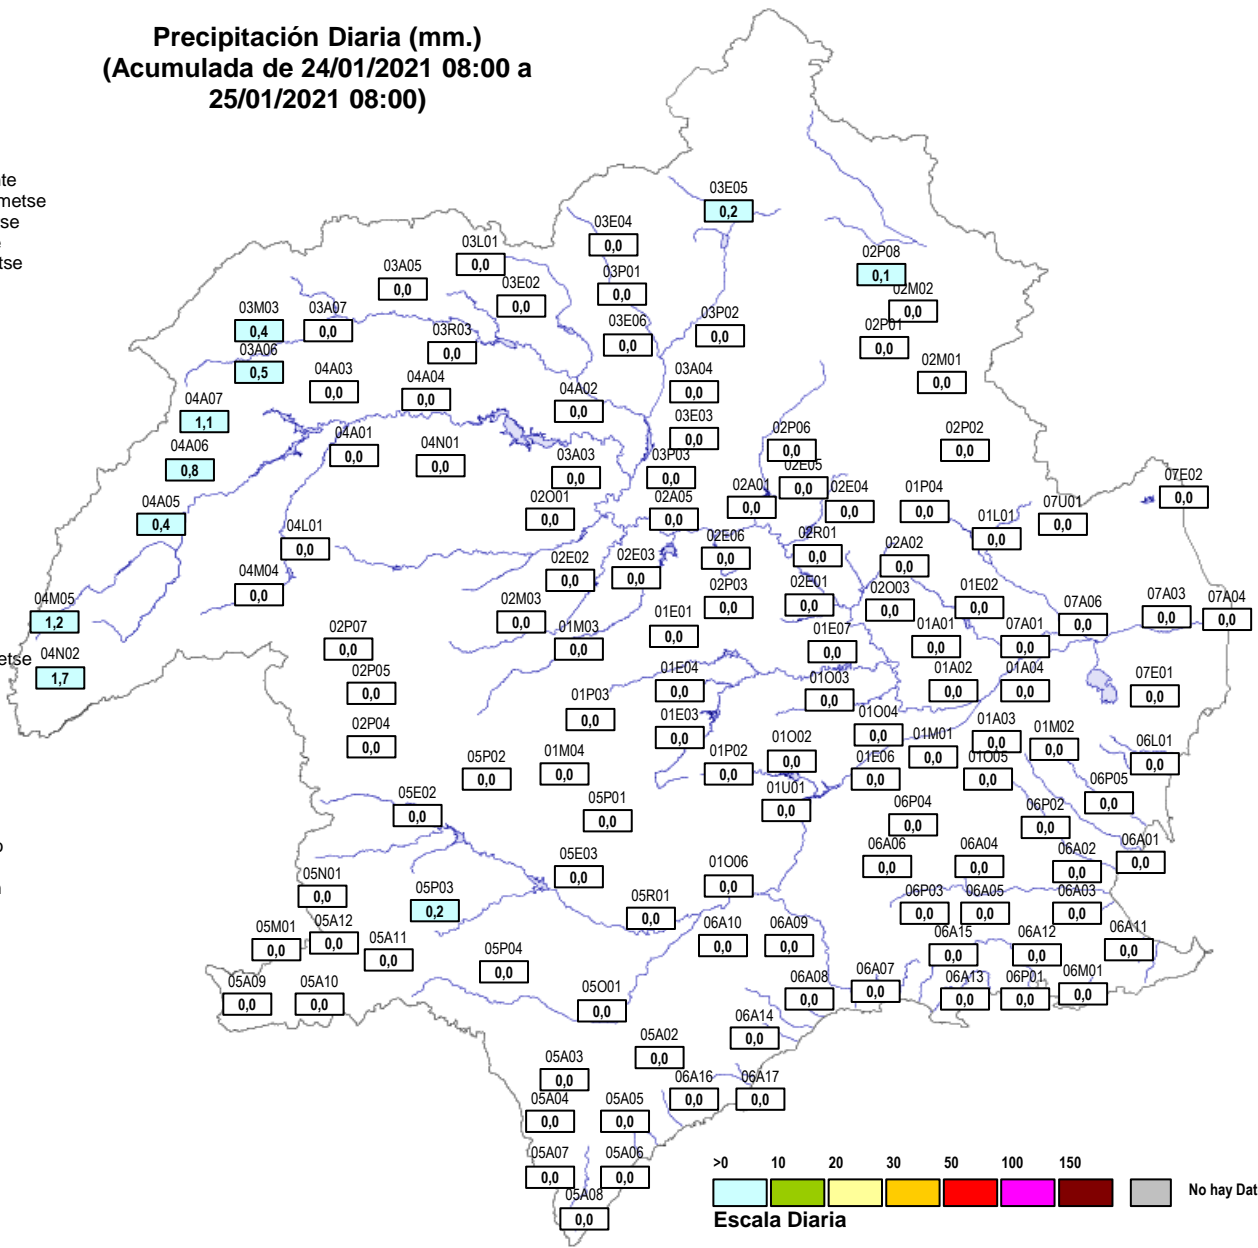 Precipitación Diaria (mm.)
(Acumulada de 24/01/2021 08:00 a
25/01/2021 08:00)
03E05
0,2
03E04
0,0
03L01
0,0
02P08
0,1
03A05
0,0
03P01
0,0
03E02
0,0
02M02
0,0
03M03
0,4
03A07
0,0
03R03
0,0
03E06
0,0
03P02
0,0
02P01
0,0
03A06
0,5
02M01
0,0
04A03
0,0
04A04
0,0
04A02
0,0
03A04
0,0
04A07
1,1
03E03
0,0
04A01
0,0
04N01
0,0
02P06
0,0
02P02
0,0
04A06
0,8
03A03
0,0
03P03
0,0
02E05
0,0
07E02
0,0
04A05
0,4
02O01
0,0
02A05
0,0
02A01
0,0
02E04
0,0
01P04
0,0
07U01
0,0
01L01
0,0
04L01
0,0
02E06
0,0
02R01
0,0
02A02
0,0
04M04
0,0
02E02
0,0
02E03
0,0
04M05
1,2
02M03
0,0
02P03
0,0
02E01
0,0
02O03
0,0
01E02
0,0
07A06
0,0
07A03
0,0
07A04
0,0
02P07
0,0
01M03
0,0
01E01
0,0
01E07
0,0
01A01
0,0
07A01
0,0
04N02
1,7
02P05
0,0
01E04
0,0
01O03
0,0
01A02
0,0
01A04
0,0
07E01
0,0
01P03
0,0
02P04
0,0
01E03
0,0
01O04
0,0
01A03
0,0
01M02
0,0
05P02
0,0
01M04
0,0
01P02
0,0
01O02
0,0
01M01
0,0
01E06
0,0
01O05
0,0
06L01
0,0
05E02
0,0
05P01
0,0
01U01
0,0
06P04
0,0
06P02
0,0
06P05
0,0
05E03
0,0
01O06
0,0
06A06
0,0
06A04
0,0
06A02
0,0
06A01
0,0
05N01
0,0
05P03
0,2
05R01
0,0
06P03
0,0
06A05
0,0
06A03
0,0
05M01
0,0
05A12
0,0
05A11
0,0
05P04
0,0
06A10
0,0
06A09
0,0
06A15
0,0
06A12
0,0
06A11
0,0
05A09
0,0
05A10
0,0
05O01
0,0
06A08
0,0
06A07
0,0
06A13
0,0
06P01
0,0
06M01
0,0
05A02
0,0
06A14
0,0
05A03
0,0
06A16
0,0
06A17
0,0
05A04
0,0
05A05
0,0
05A07
0,0
05A06
0,0
05A08
0,0
>0 10 20 30 50 100 150
No hay Dat
Escala Diaria